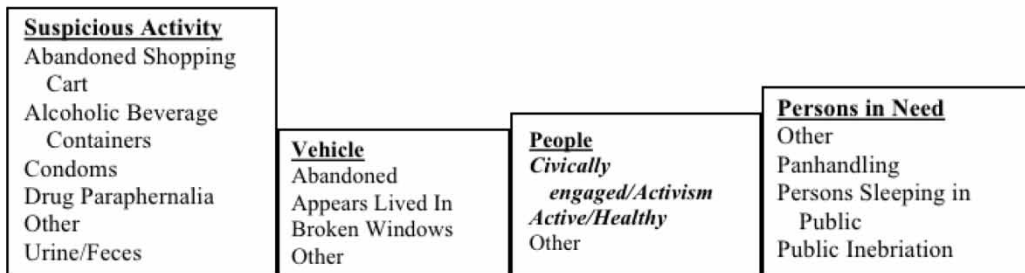 Suspicious Activity
Abandoned Shopping
Cart
Alcoholic Beverage
Containers
Condoms
Drug Paraphernalia
Other
Urine/Feces
Vehicle
Abandoned
Appears Lived In
Broken Windows
Other
People
Civically
engaged/Activism
Active/Healthy
Other
Persons in Need
Other
Panhandling
Persons Sleeping in
Public
Public Inebriation